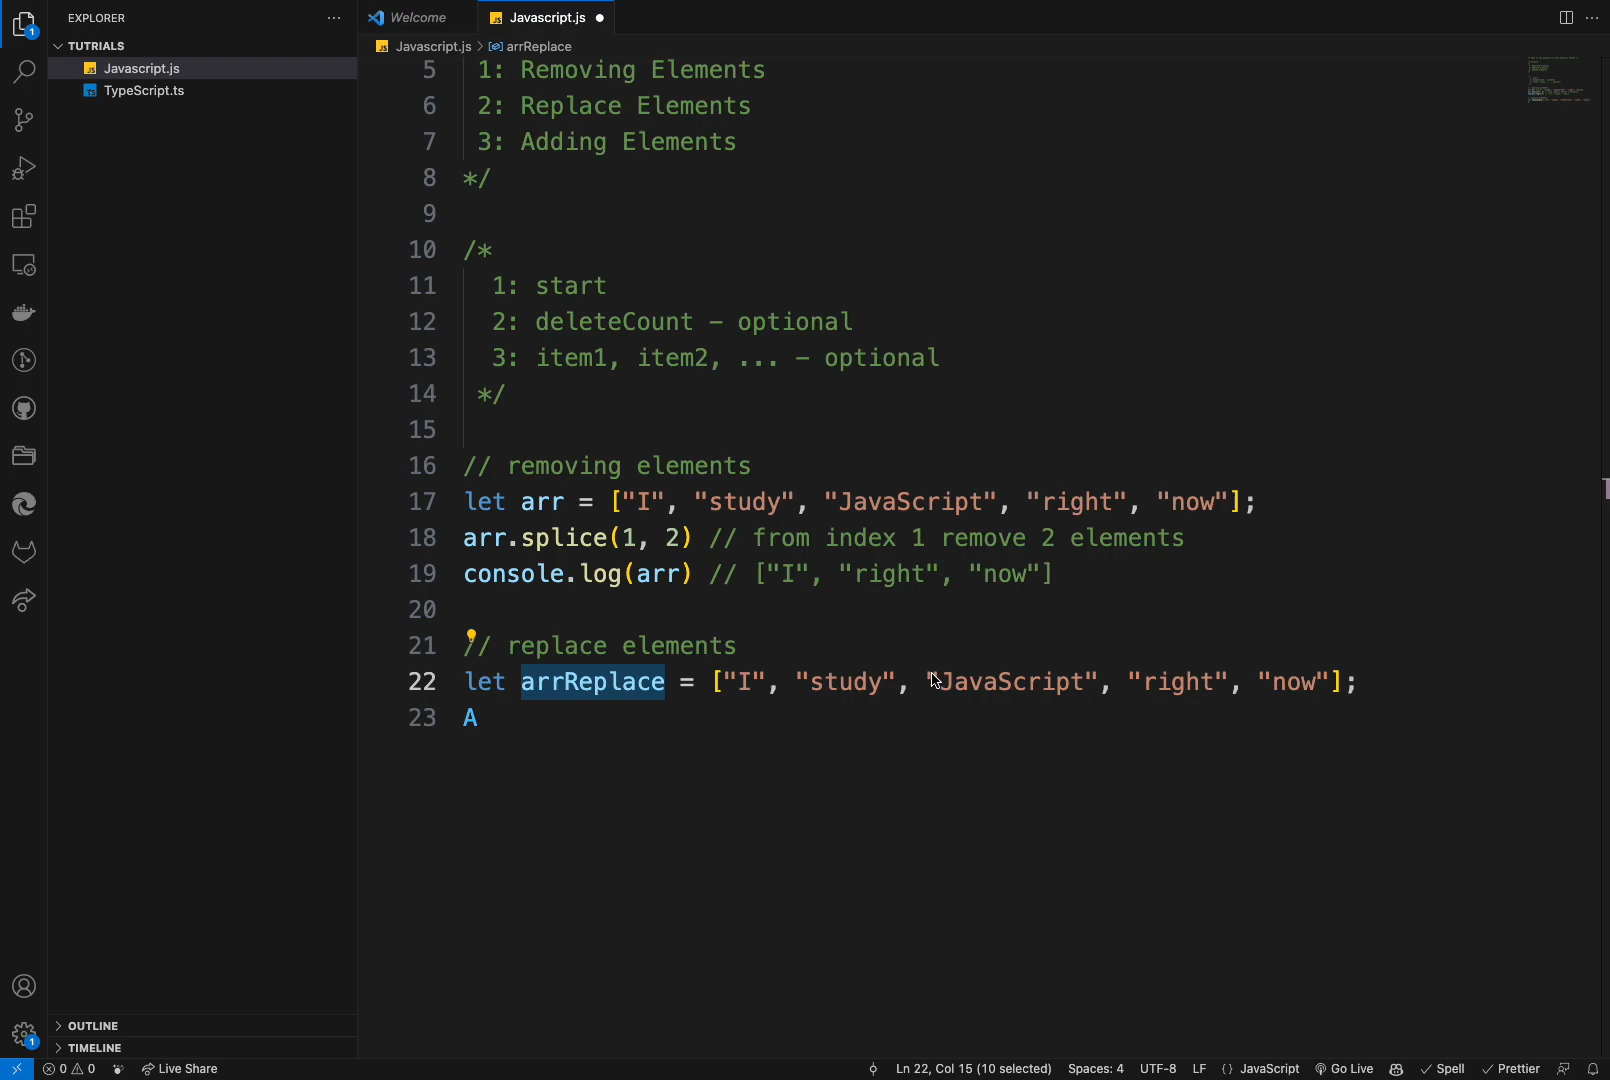 EXPLORER
TUTRIALS
Javascript.js
TypeScript.ts
OUTLINE
TIMELINE
Welcome
Javascript.js
Javascript.js > arrReplace
5 1: Removing Elements
6 2: Replace Elements
7 3: Adding Elements
8 */
9
10 /*
11 1: start
12 2: deleteCount - optional
13 3: item1, item2, ... - optional
14 */
15
16 // removing elements
17 let arr = ["I", "study", "JavaScript", "right", "now"];
18 arr.splice(1, 2) // from index 1 remove 2 elements
19 console.log(arr) // ["I", "right", "now"]
20
21 // replace elements
22 let arrReplace = ["I", "study", "JavaScript", "right", "now"];
23 A
0 0 Live Share Ln 22, Col 15 (10 selected) Spaces: 4 UTF-8 LF {} JavaScript Go Live Spell Prettier